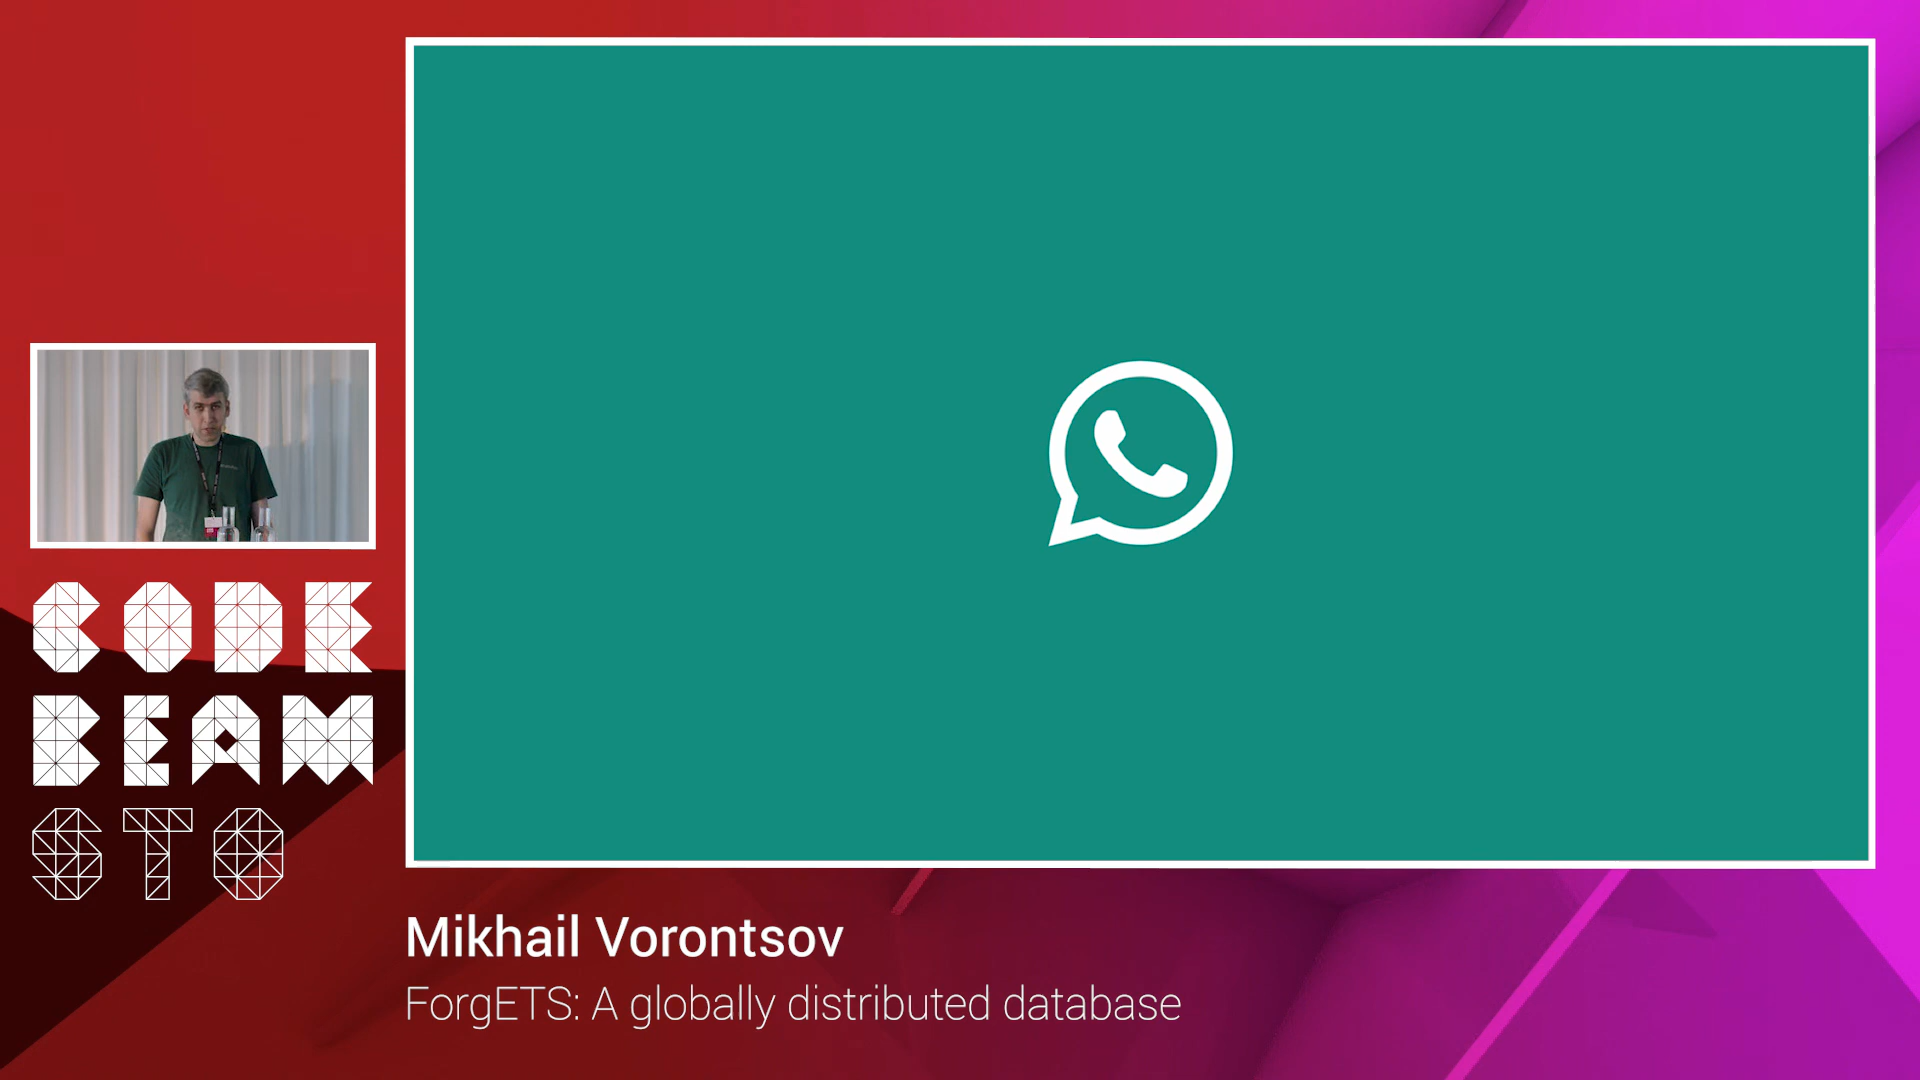 CODE
BEAM
STO
Mikhail Vorontsov
ForgETS: A globally distributed database